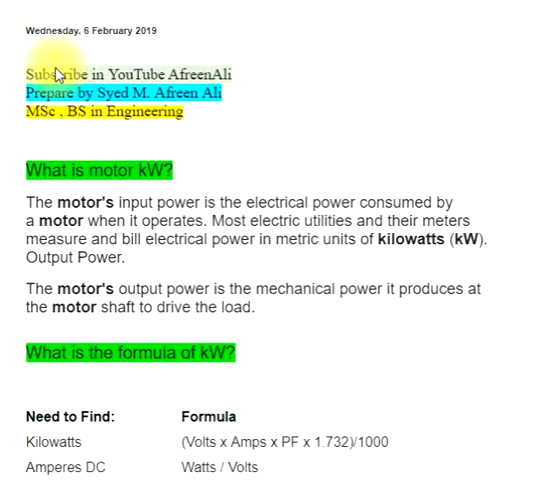 Wednesday, 6 February 2019
Subscribe in YouTube AfreenAli
Prepare by Syed M. Afreen Ali
MSc , BS in Engineering
What is motor kW?
The motor's input power is the electrical power consumed by
a motor when it operates. Most electric utilities and their meters
measure and bill electrical power in metric units of kilowatts (kW).
Output Power.
The motor's output power is the mechanical power it produces at
the motor shaft to drive the load.
What is the formula of kW?
Need to Find: Formula
Kilowatts (Volts x Amps x PF x 1.732)/1000
Amperes DC Watts / Volts